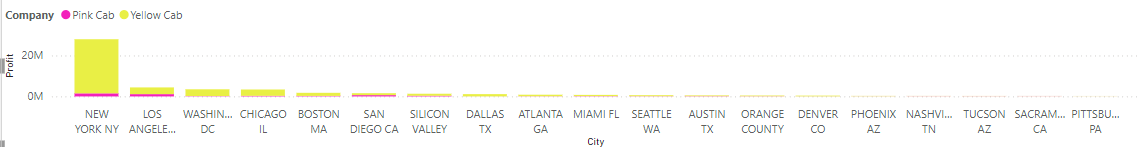 Company Pink Cab Yellow Cab
Profit
20M
0M
NEW YORK NY
LOS ANGELE...
WASHIN... DC
CHICAGO IL
BOSTON MA
SAN DIEGO CA
SILICON VALLEY
DALLAS TX
ATLANTA GA
MIAMI FL
SEATTLE WA
AUSTIN TX
ORANGE COUNTY
DENVER CO
PHOENIX AZ
NASHVI... TN
TUCSON AZ
SACRAM... CA
PITTSBU... PA
City